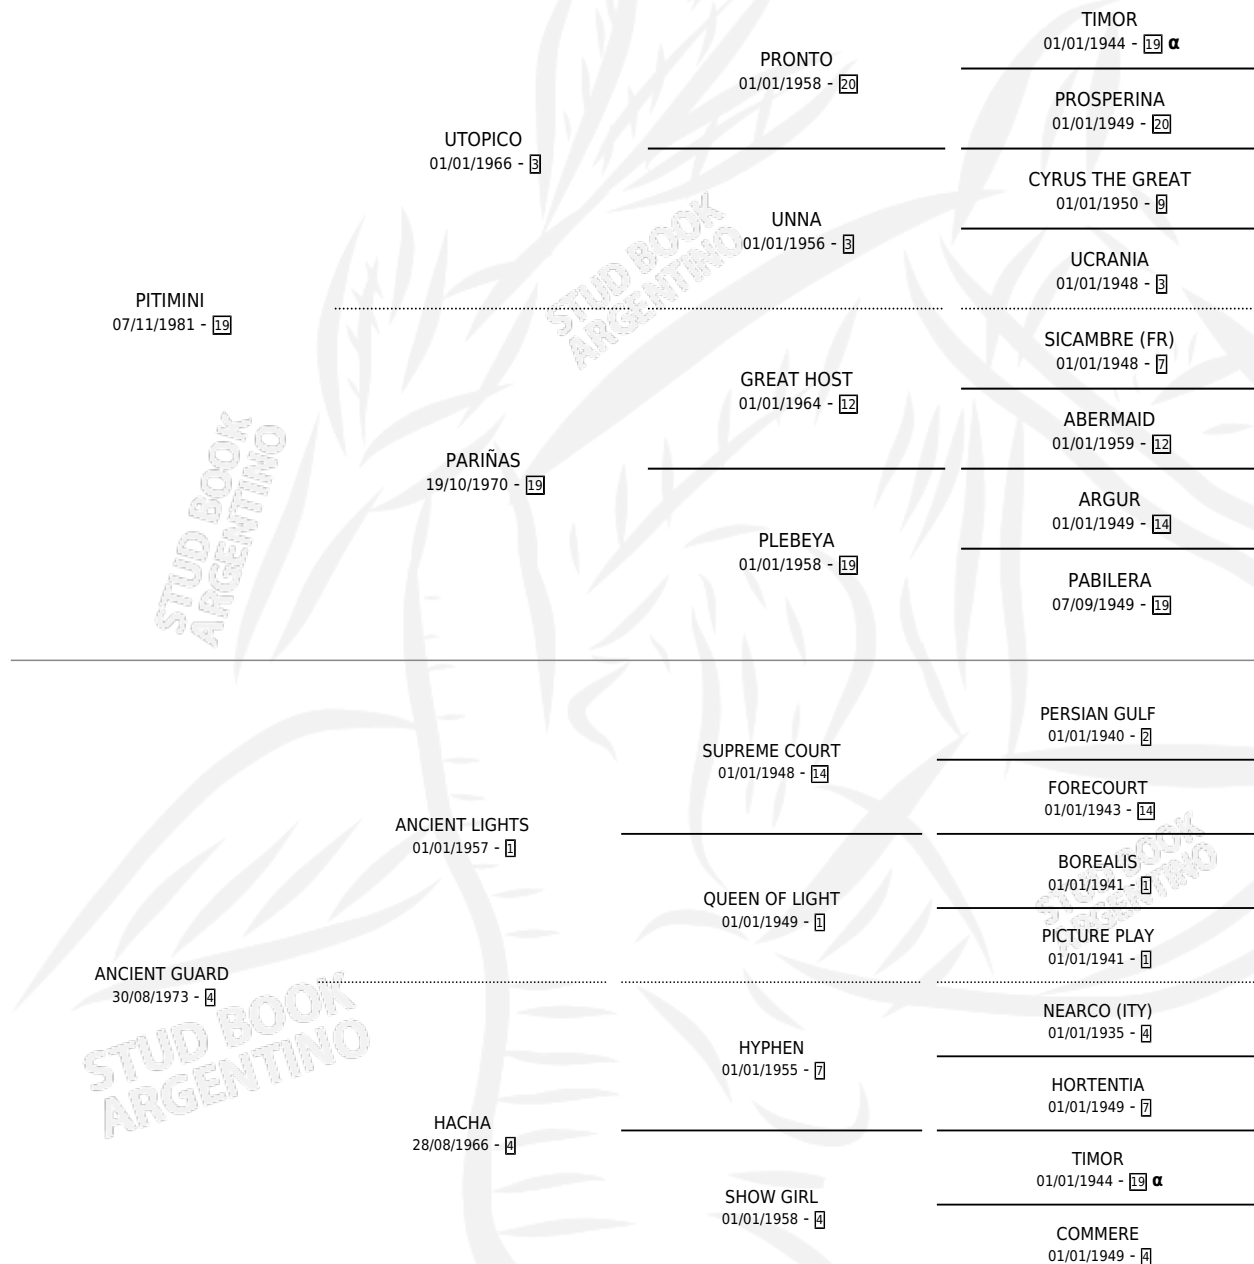 TIMOR
01/01/1944 - 19 α
PRONTO
01/01/1958 - 20
PROSPERINA
01/01/1949 - 20
UTOPICO
01/01/1966 - 3
CYRUS THE GREAT
01/01/1950 - 9
UNNA
01/01/1956 - 3
UCRANIA
01/01/1948 - 3
PITIMINI
07/11/1981 - 19
SICAMBRE (FR)
01/01/1948 - 7
GREAT HOST
01/01/1964 - 12
ABERMAID
01/01/1959 - 12
PARIÑAS
19/10/1970 - 19
ARGUR
01/01/1949 - 14
PLEBEYA
01/01/1958 - 19
PABILERA
07/09/1949 - 19
STUD BOOK
ARGENTINO
STUD BOOK
ARGENTINO
PERSIAN GULF
01/01/1940 - 2
SUPREME COURT
01/01/1948 - 14
FORECOURT
01/01/1943 - 14
ANCIENT LIGHTS
01/01/1957 - 1
BOREALIS
01/01/1941 - 1
QUEEN OF LIGHT
01/01/1949 - 1
PICTURE PLAY
01/01/1941 - 1
ANCIENT GUARD
30/08/1973 - 4
NEARCO (ITY)
01/01/1935 - 4
HYPHEN
01/01/1955 - 7
HORTENTIA
01/01/1949 - 7
HACHA
28/08/1966 - 4
TIMOR
01/01/1944 - 19 α
SHOW GIRL
01/01/1958 - 4
COMMERE
01/01/1949 - 4
STUD BOOK
ARGENTINO
STUD BOOK
ARGENTINO